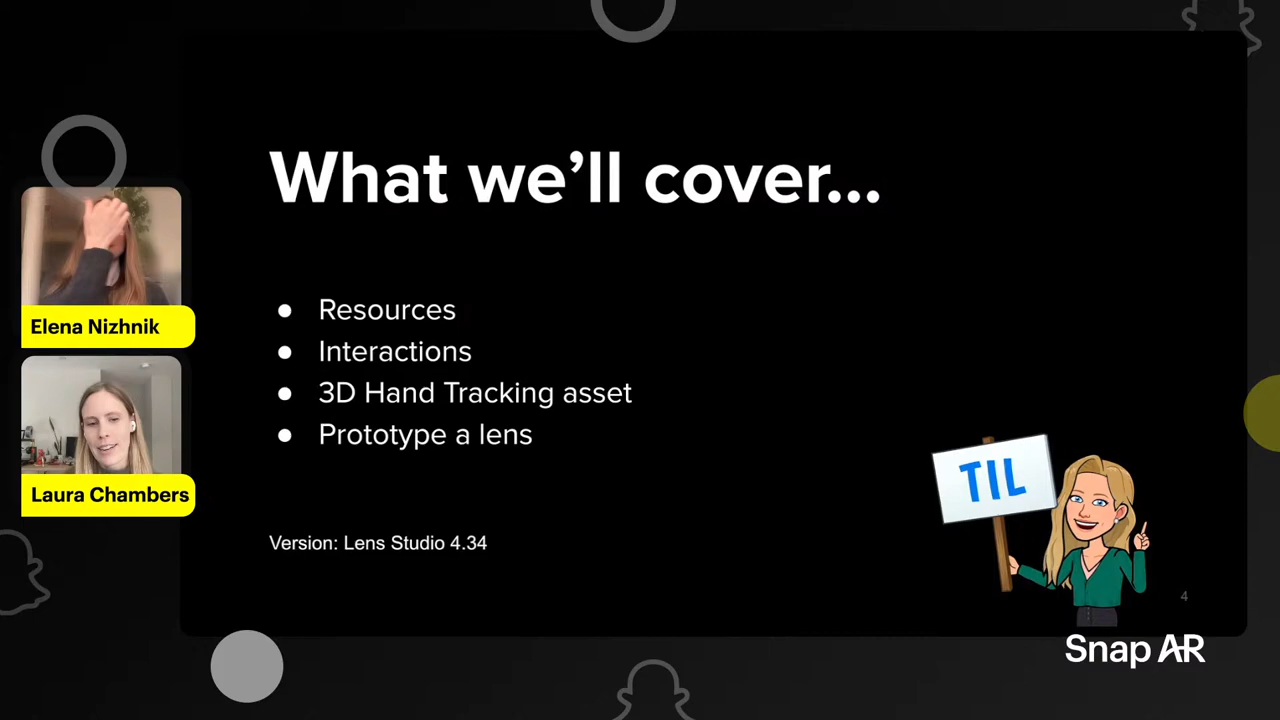 What we'll cover...
Elena Nizhnik
Laura Chambers
● Resources
● Interactions
● 3D Hand Tracking asset
● Prototype a lens
Version: Lens Studio 4.34
TIL
4
Snap AR